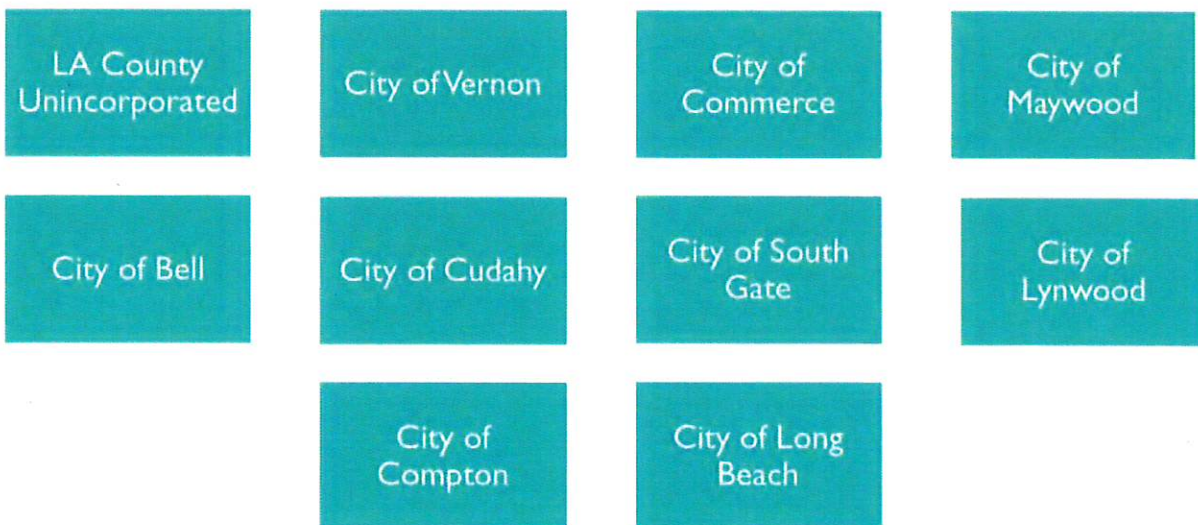 LA County
Unincorporated
City of Vernon
City of
Commerce
City of
Maywood
City of Bell
City of Cudahy
City of South
Gate
City of
Lynwood
City of
Compton
City of Long
Beach